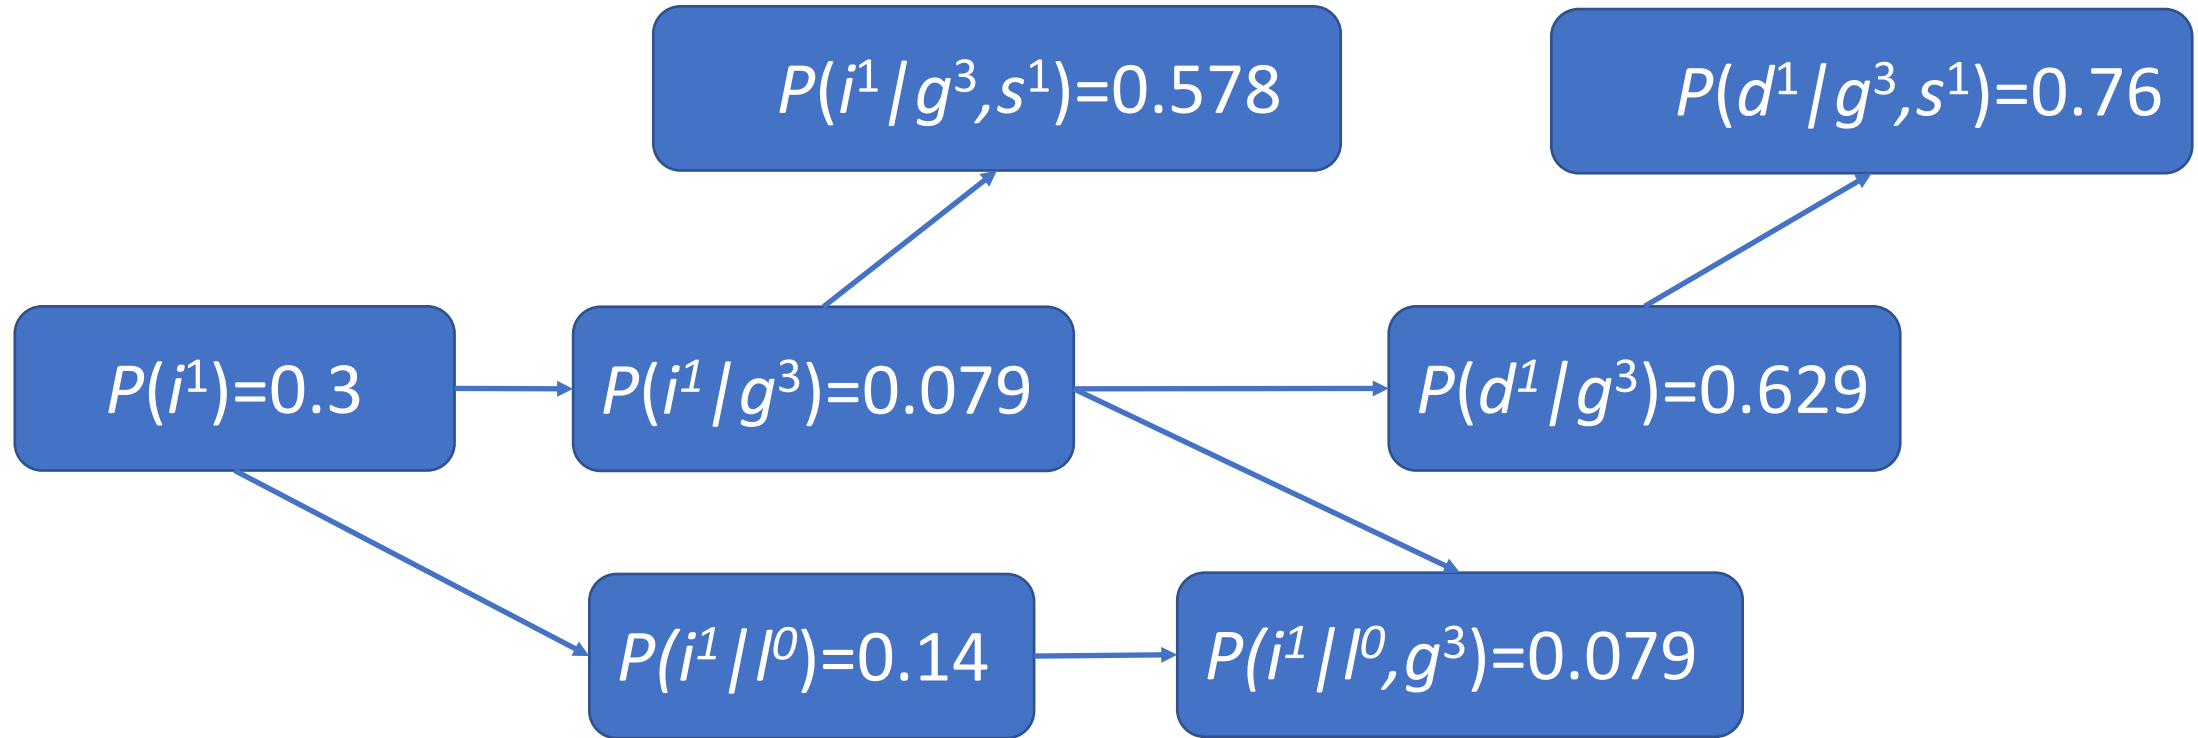 P(i¹|g³,s¹)=0.578
P(d¹|g³,s¹)=0.76
P(i¹)=0.3
P(i¹|g³)=0.079
P(d¹|g³)=0.629
P(i¹|l⁰)=0.14
P(i¹|l⁰,g³)=0.079